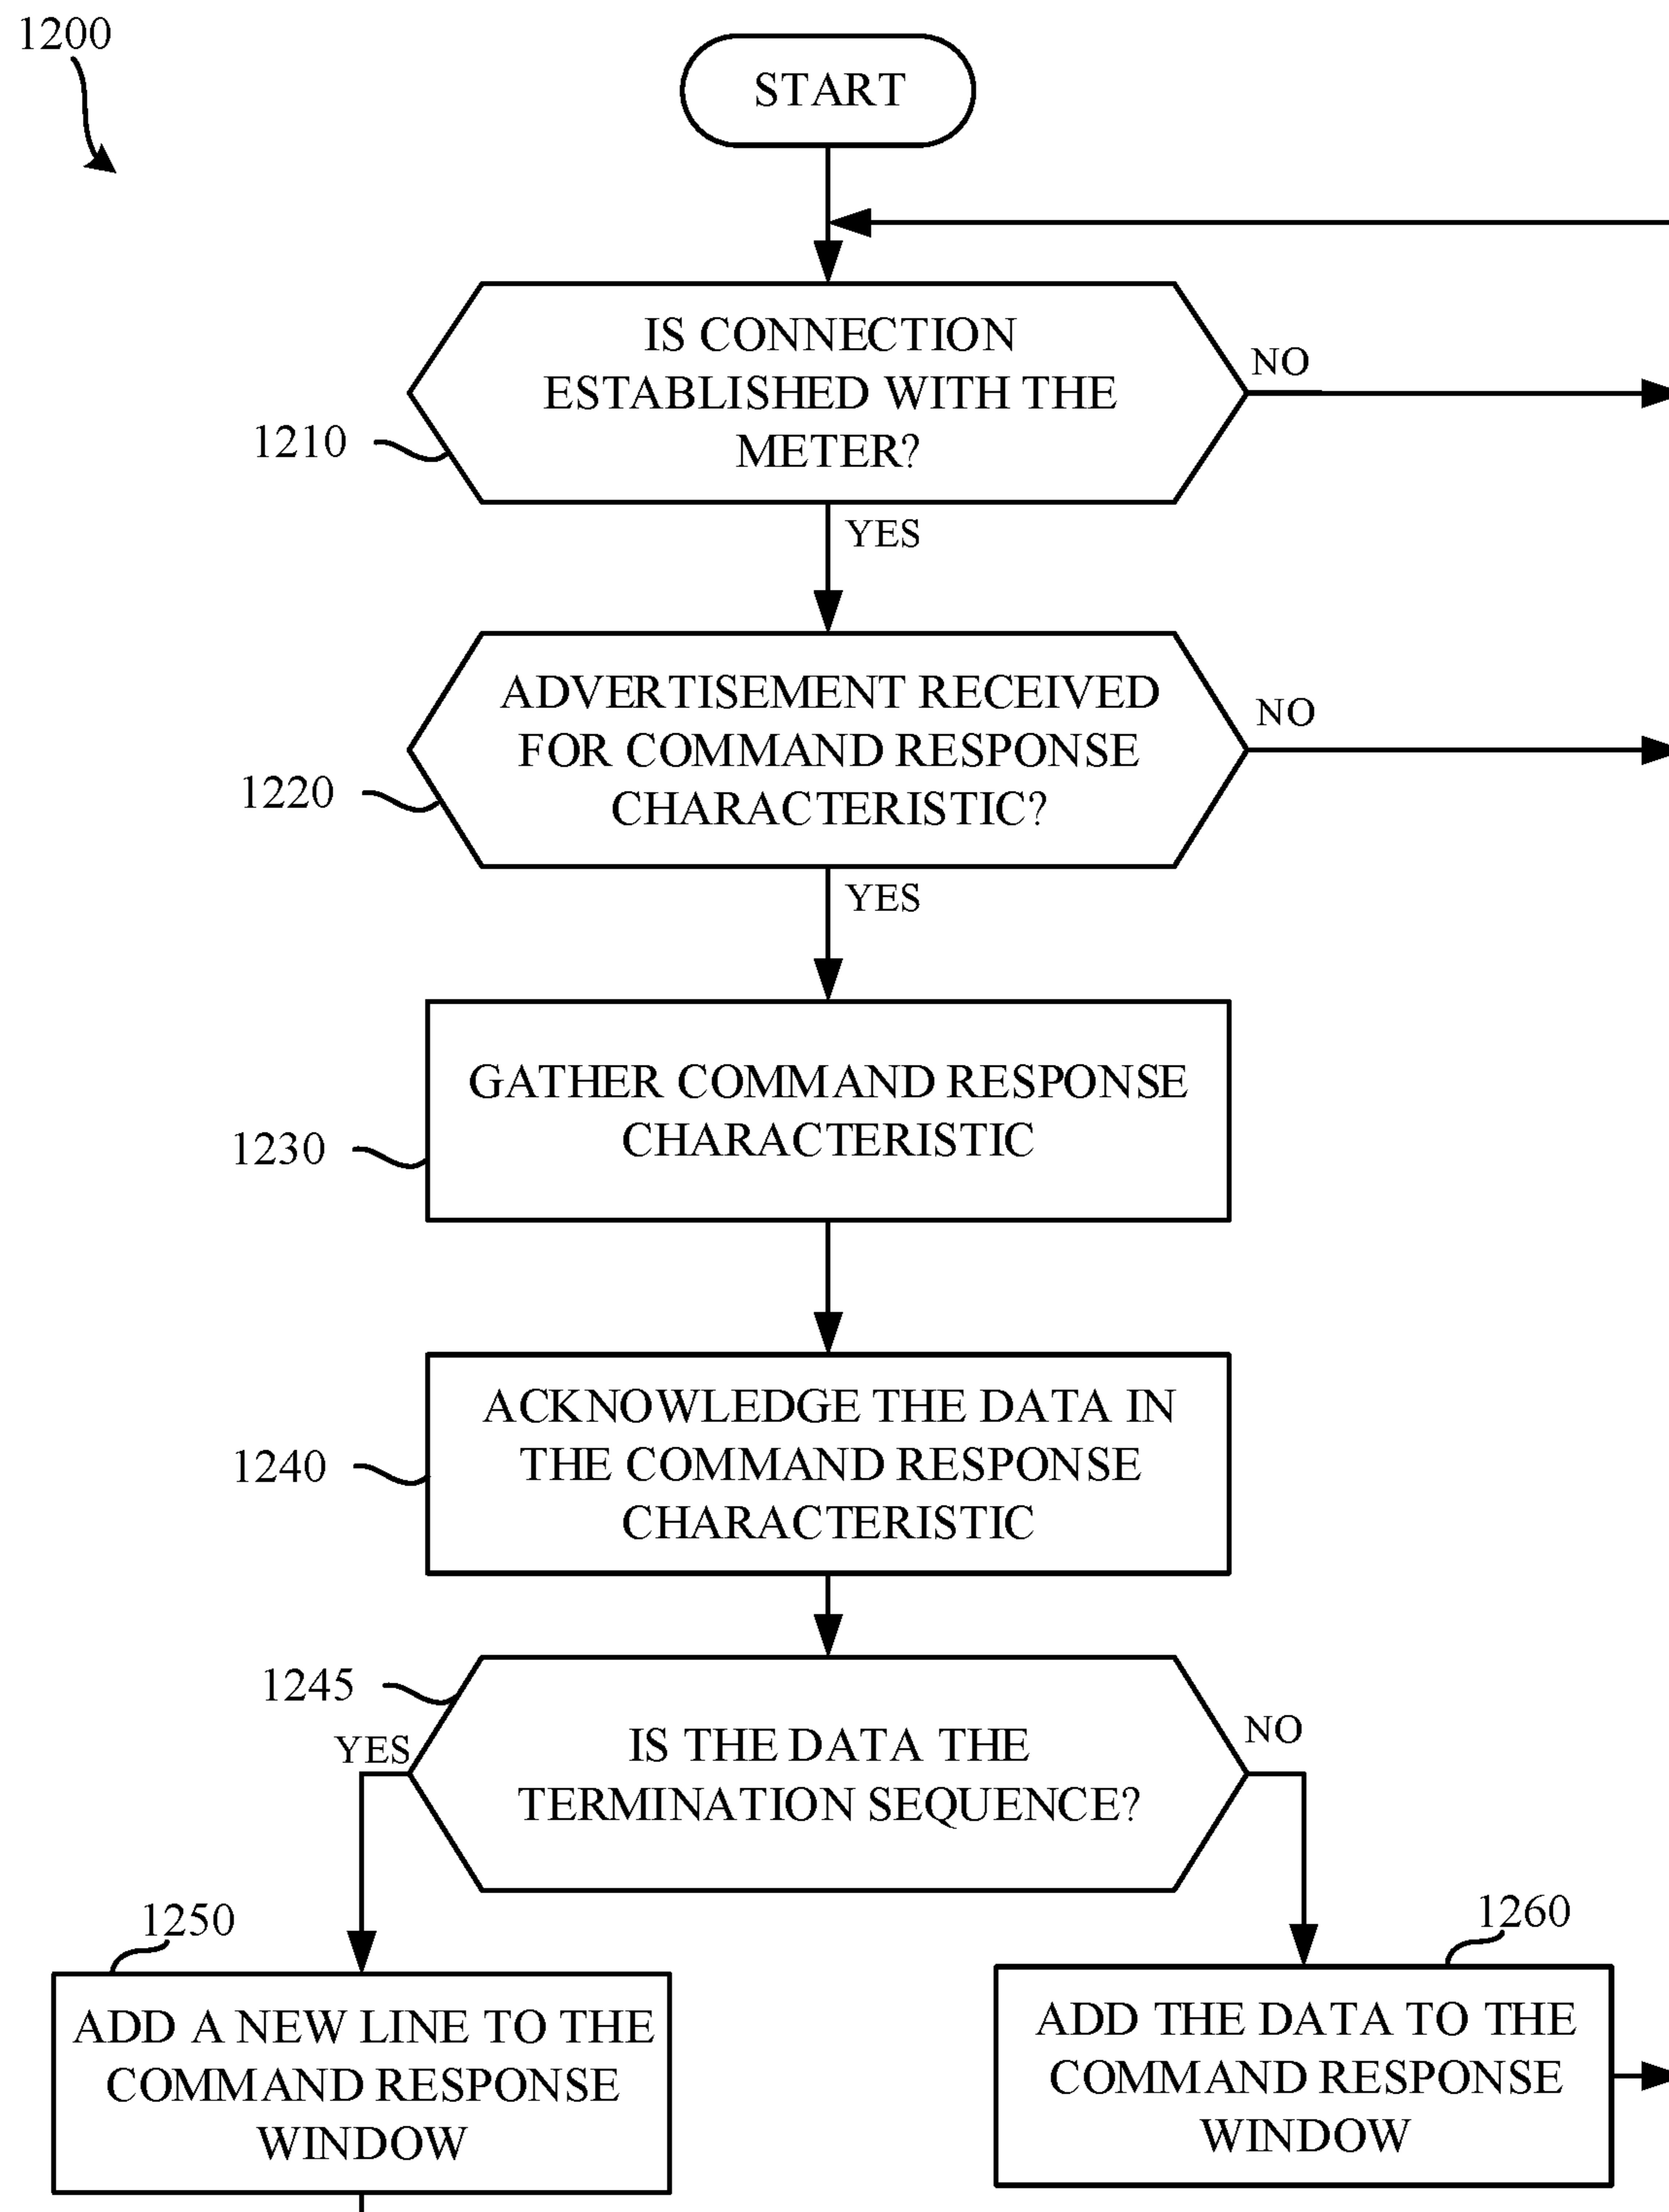 1200
START
IS CONNECTION
ESTABLISHED WITH THE
METER?
NO
1210
YES
ADVERTISEMENT RECEIVED
FOR COMMAND RESPONSE
CHARACTERISTIC?
NO
1220
YES
GATHER COMMAND RESPONSE
CHARACTERISTIC
1230
ACKNOWLEDGE THE DATA IN
THE COMMAND RESPONSE
CHARACTERISTIC
1240
1245
YES
IS THE DATA THE
TERMINATION SEQUENCE?
NO
1250
ADD A NEW LINE TO THE
COMMAND RESPONSE
WINDOW
1260
ADD THE DATA TO THE
COMMAND RESPONSE
WINDOW